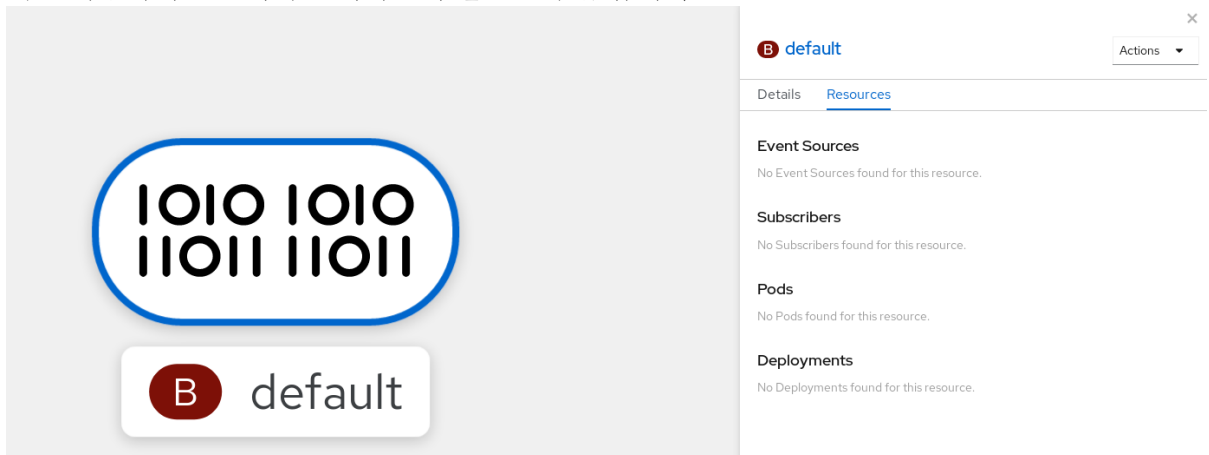 1010 1010
11011 11011
B default
×
B default
Actions
Details Resources
Event Sources
No Event Sources found for this resource.
Subscribers
No Subscribers found for this resource.
Pods
No Pods found for this resource.
Deployments
No Deployments found for this resource.